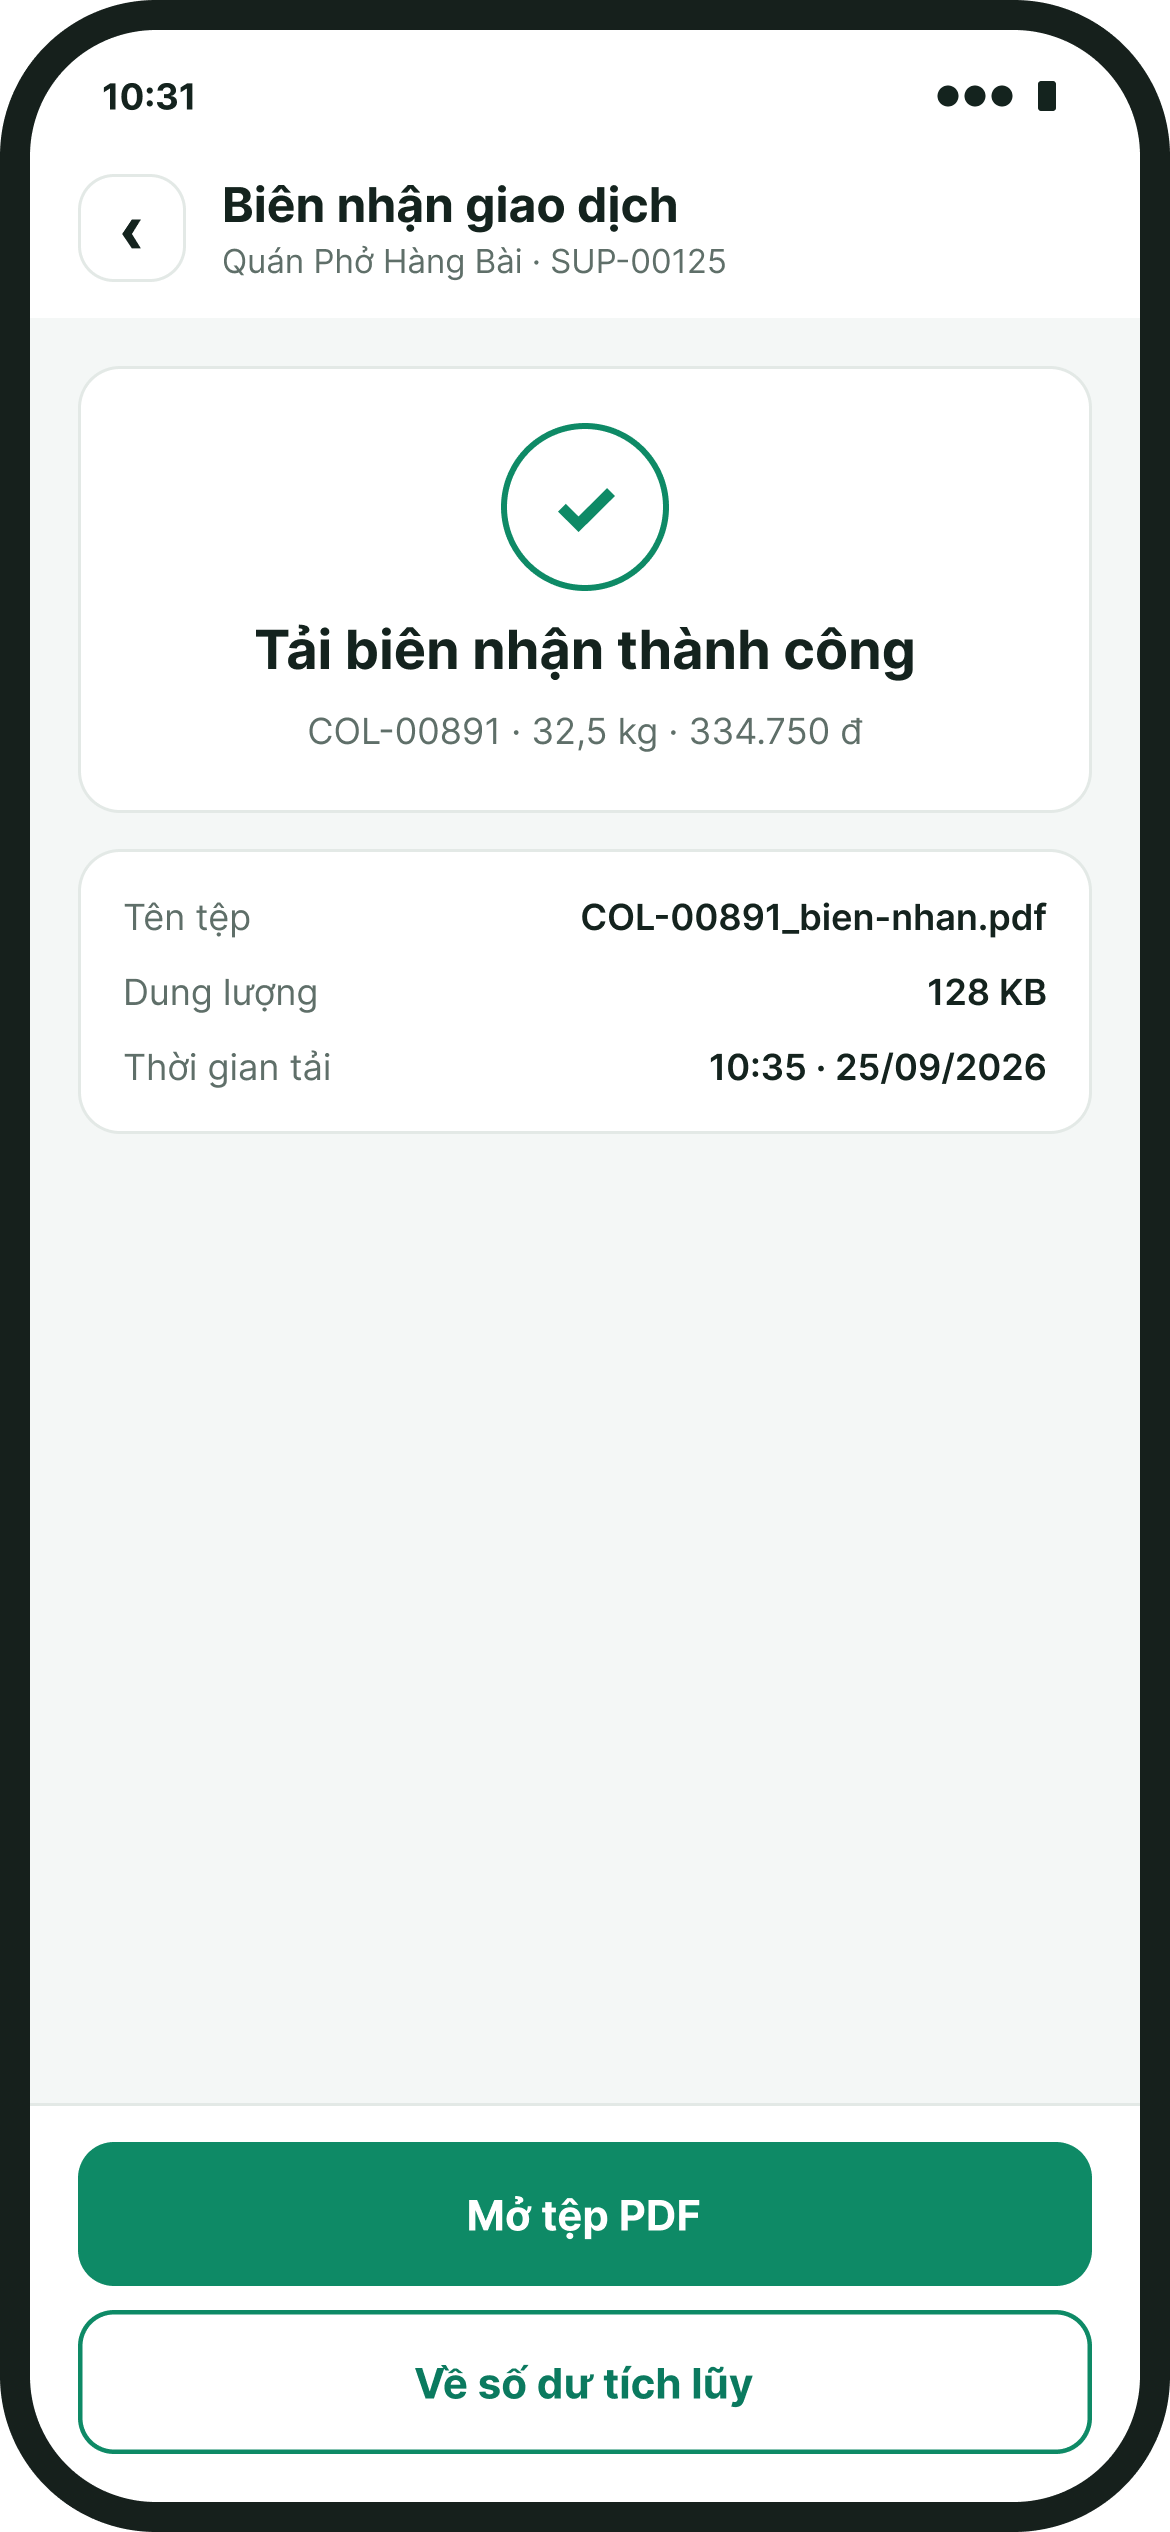 10:31
Biên nhận giao dịch
Quán Phở Hàng Bài · SUP-00125
Tải biên nhận thành công
COL-00891 · 32,5 kg · 334.750 đ
Tên tệp COL-00891_bien-nhan.pdf
Dung lượng 128 KB
Thời gian tải 10:35 · 25/09/2026
Mở tệp PDF
Về số dư tích lũy